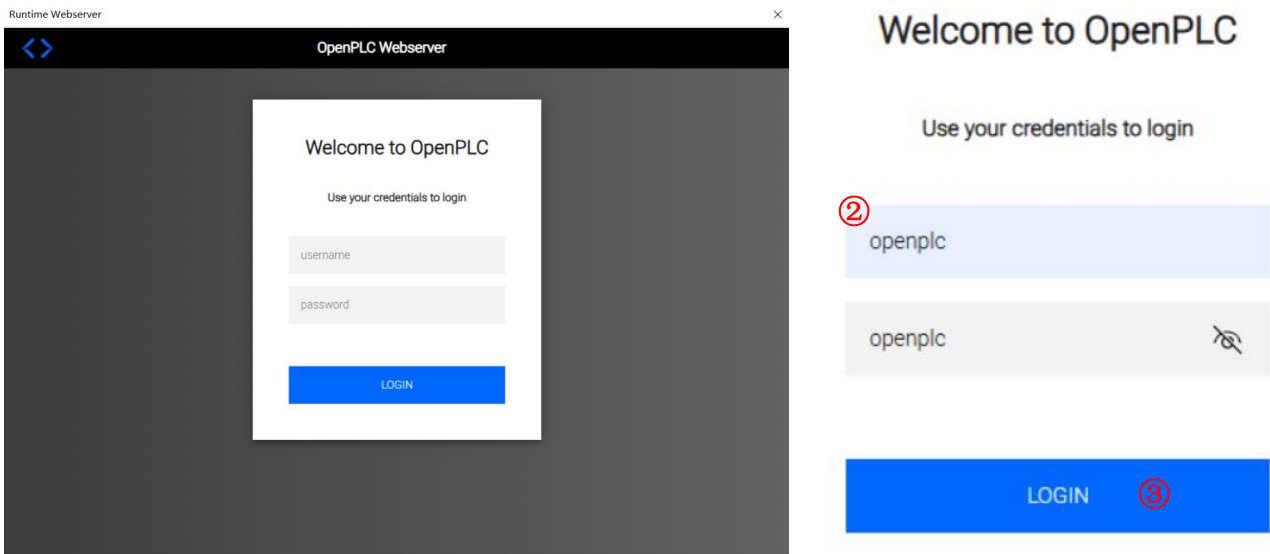 Runtime Webserver
OpenPLC Webserver
Welcome to OpenPLC
Use your credentials to login
username
password
LOGIN
Welcome to OpenPLC
Use your credentials to login
②
openplc
openplc
LOGIN ③